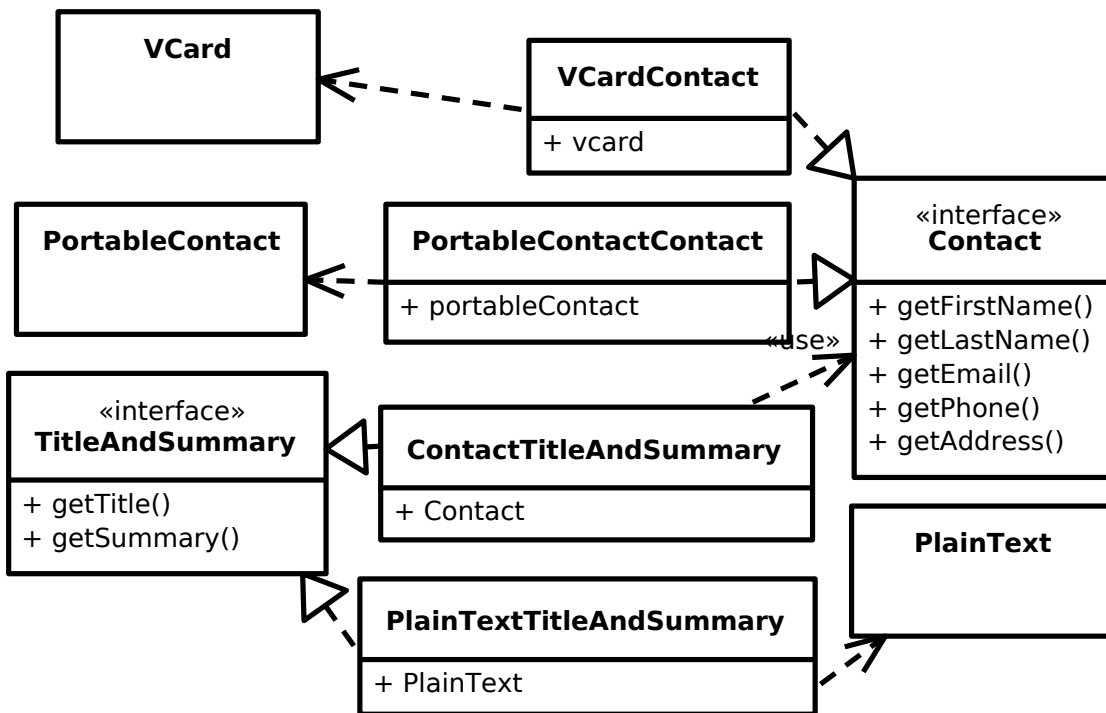 VCard
VCardContact
+ vcard
PortableContact
PortableContactContact
+ portableContact
«interface»
Contact
+ getFirstName()
+ getLastName()
+ getEmail()
+ getPhone()
+ getAddress()
«use»
«interface»
TitleAndSummary
+ getTitle()
+ getSummary()
ContactTitleAndSummary
+ Contact
PlainText
PlainTextTitleAndSummary
+ PlainText